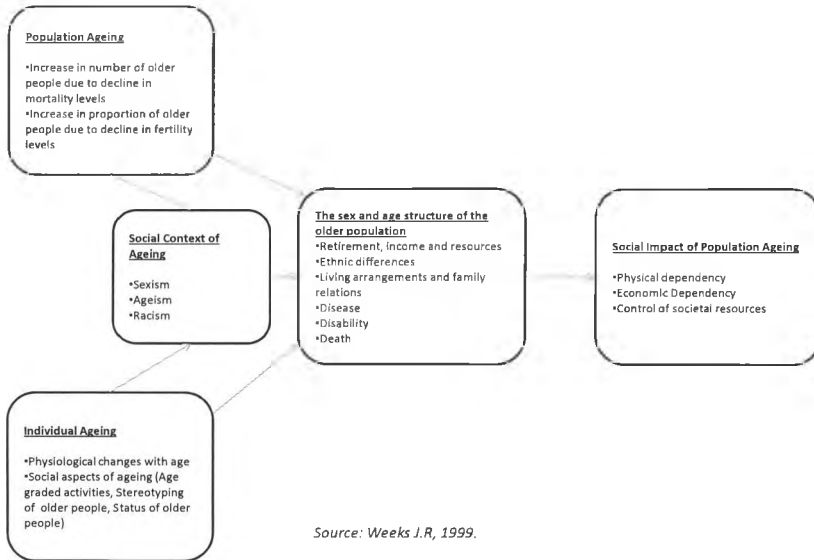 Population Ageing
•Increase in number of older
people due to decline in
mortality levels
•Increase in proportion of older
people due to decline in fertility
levels
Social Context of
Ageing
•Sexism
•Ageism
•Racism
The sex and age structure of the
older population
•Retirement, income and resources
•Ethnic differences
•Living arrangements and family
relations
•Disease
•Disability
•Death
Social Impact of Population Ageing
•Physical dependency
•Economic Dependency
•Control of societal resources
Individual Ageing
•Physiological changes with age
•Social aspects of ageing (Age
graded activities, Stereotyping
of older people, Status of older
people)
Source: Weeks J.R, 1999.